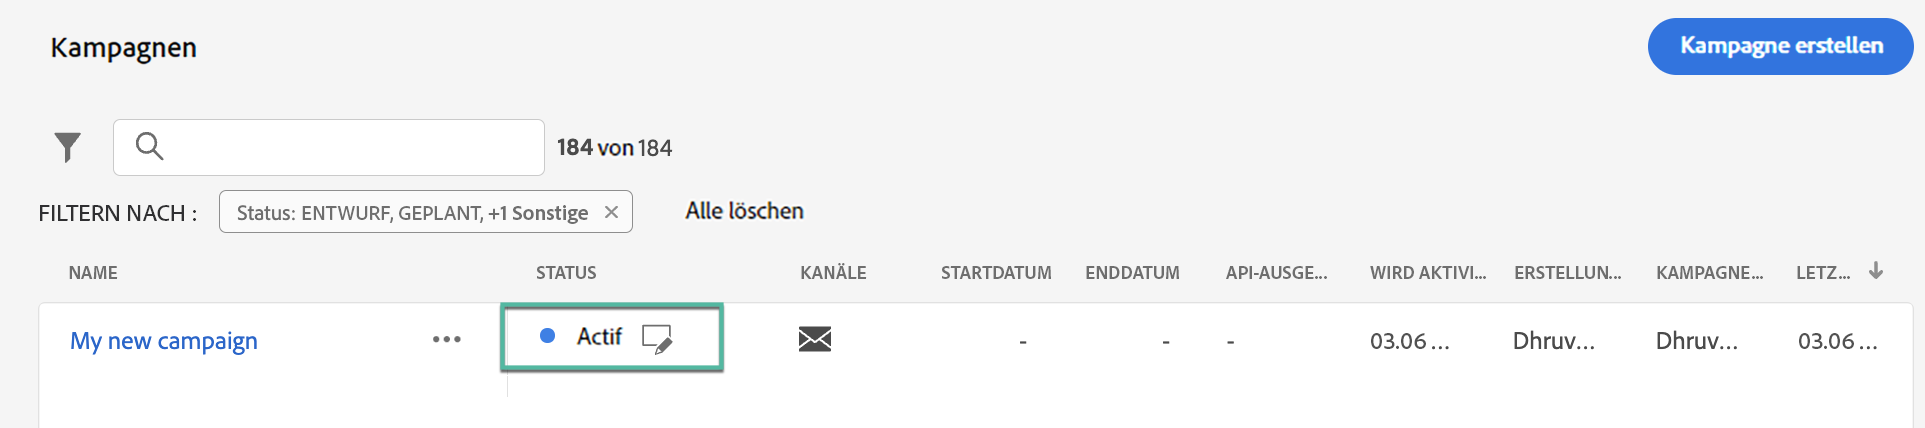 Kampagnen
Kampagne erstellen
184 von 184
FILTERN NACH :
Status: ENTWURF, GEPLANT, +1 Sonstige
Alle löschen
NAME STATUS KANÄLE STARTDATUM ENDDATUM API-AUSGE... WIRD AKTIVI... ERSTELLUN... KAMPAGNE... LETZ...
My new campaign ••• Actif - - - 03.06 ... Dhruv... Dhruv... 03.06 ...